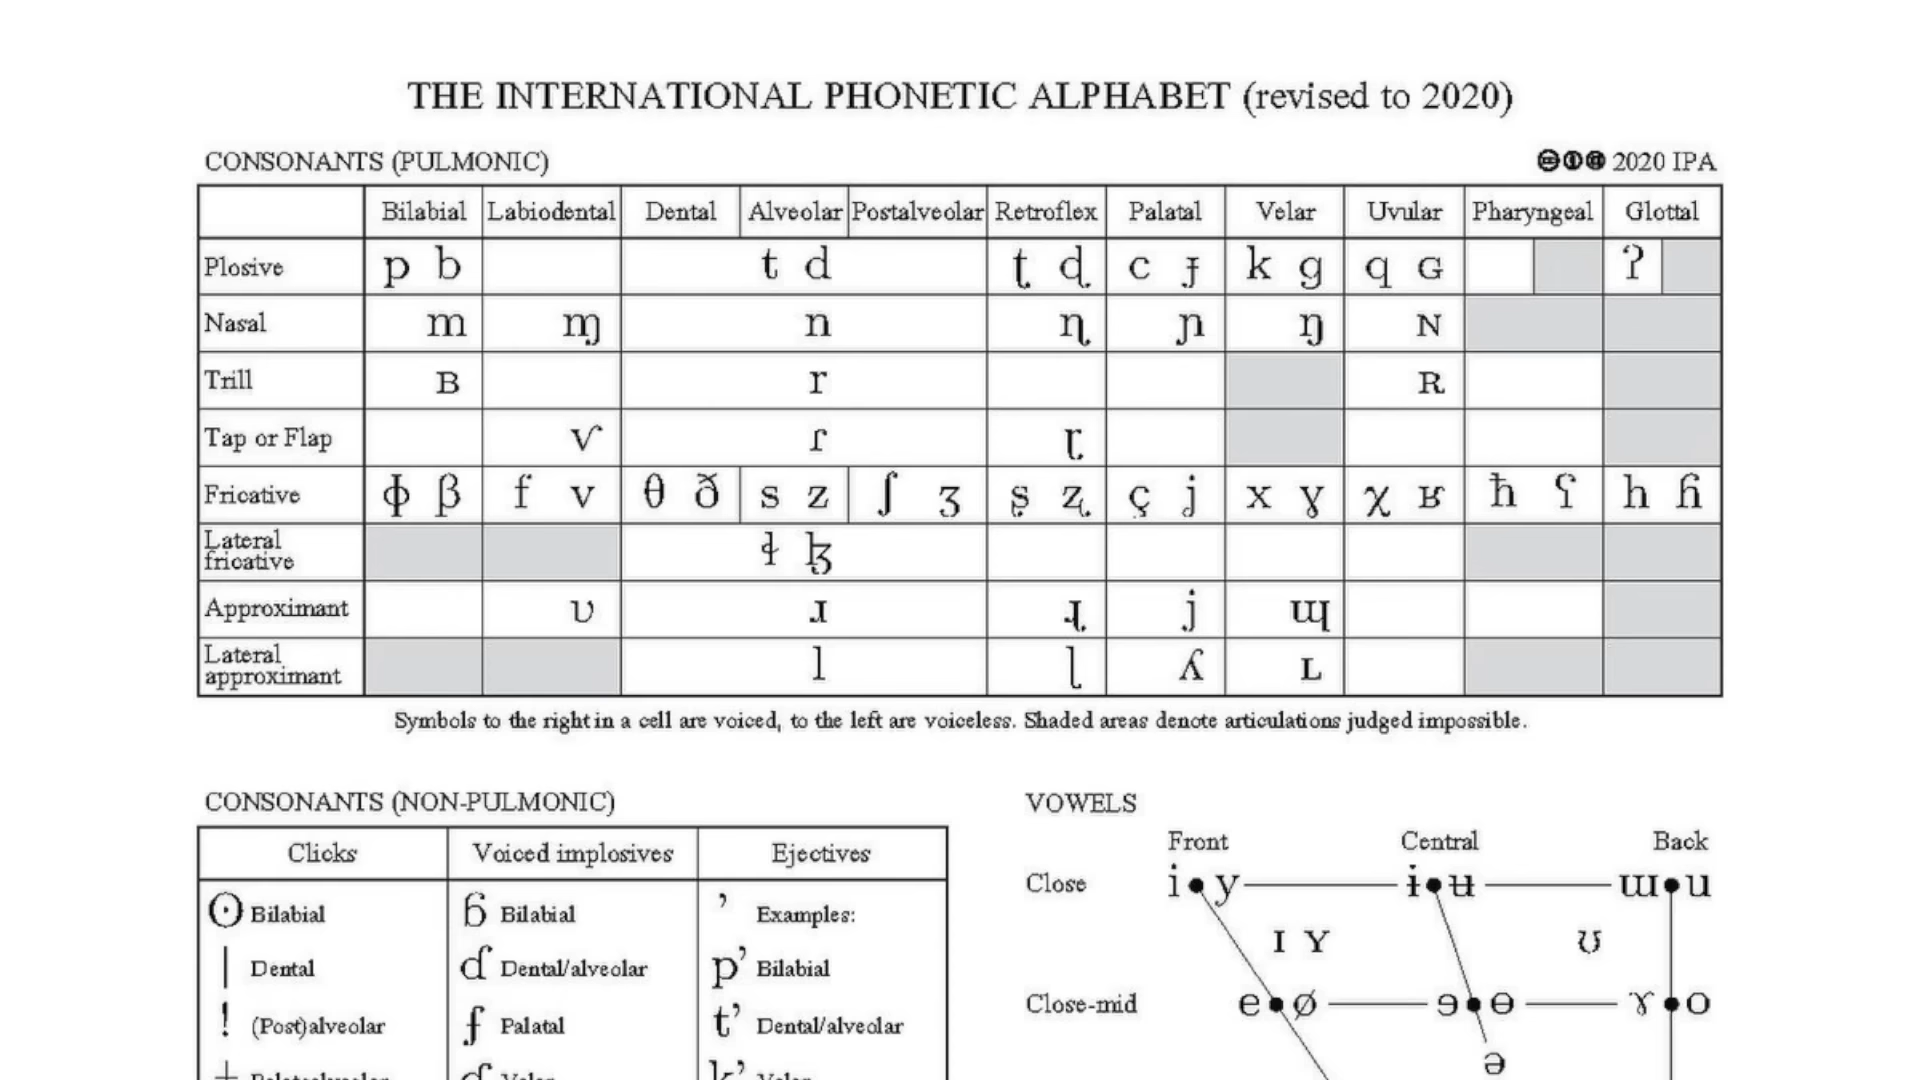 THE INTERNATIONAL PHONETIC ALPHABET (revised to 2020)
CONSONANTS (PULMONIC)
2020 IPA
Bilabial Labiodental Dental Alveolar Postalveolar Retroflex Palatal Velar Uvular Pharyngeal Glottal
Plosive p b t d ʈ ɖ c ɟ k ɡ q ɢ ʔ
Nasal m ɱ n ɳ ɲ ŋ ɴ
Trill ʙ r ʀ
Tap or Flap ⱱ ɾ ɽ
Fricative ɸ β f v θ ð s z ʃ ʒ ʂ ʐ ç ʝ x ɣ χ ʁ ħ ʕ h ɦ
Lateral
fricative ɬ ɮ
Approximant ʋ ɹ ɻ j ɰ
Lateral
approximant l ɭ ʎ ʟ
Symbols to the right in a cell are voiced, to the left are voiceless. Shaded areas denote articulations judged impossible.
CONSONANTS (NON-PULMONIC)
Clicks Voiced implosives Ejectives
ʘ Bilabial ɓ Bilabial ʼ Examples:
ǀ Dental ɗ Dental/alveolar pʼ Bilabial
ǃ (Post)alveolar ʄ Palatal tʼ Dental/alveolar
VOWELS
Front Central Back
Close i y ɨ ʉ ɯ u
ɪ ʏ ʊ
Close-mid e ø ɘ ɵ ɤ o
ə